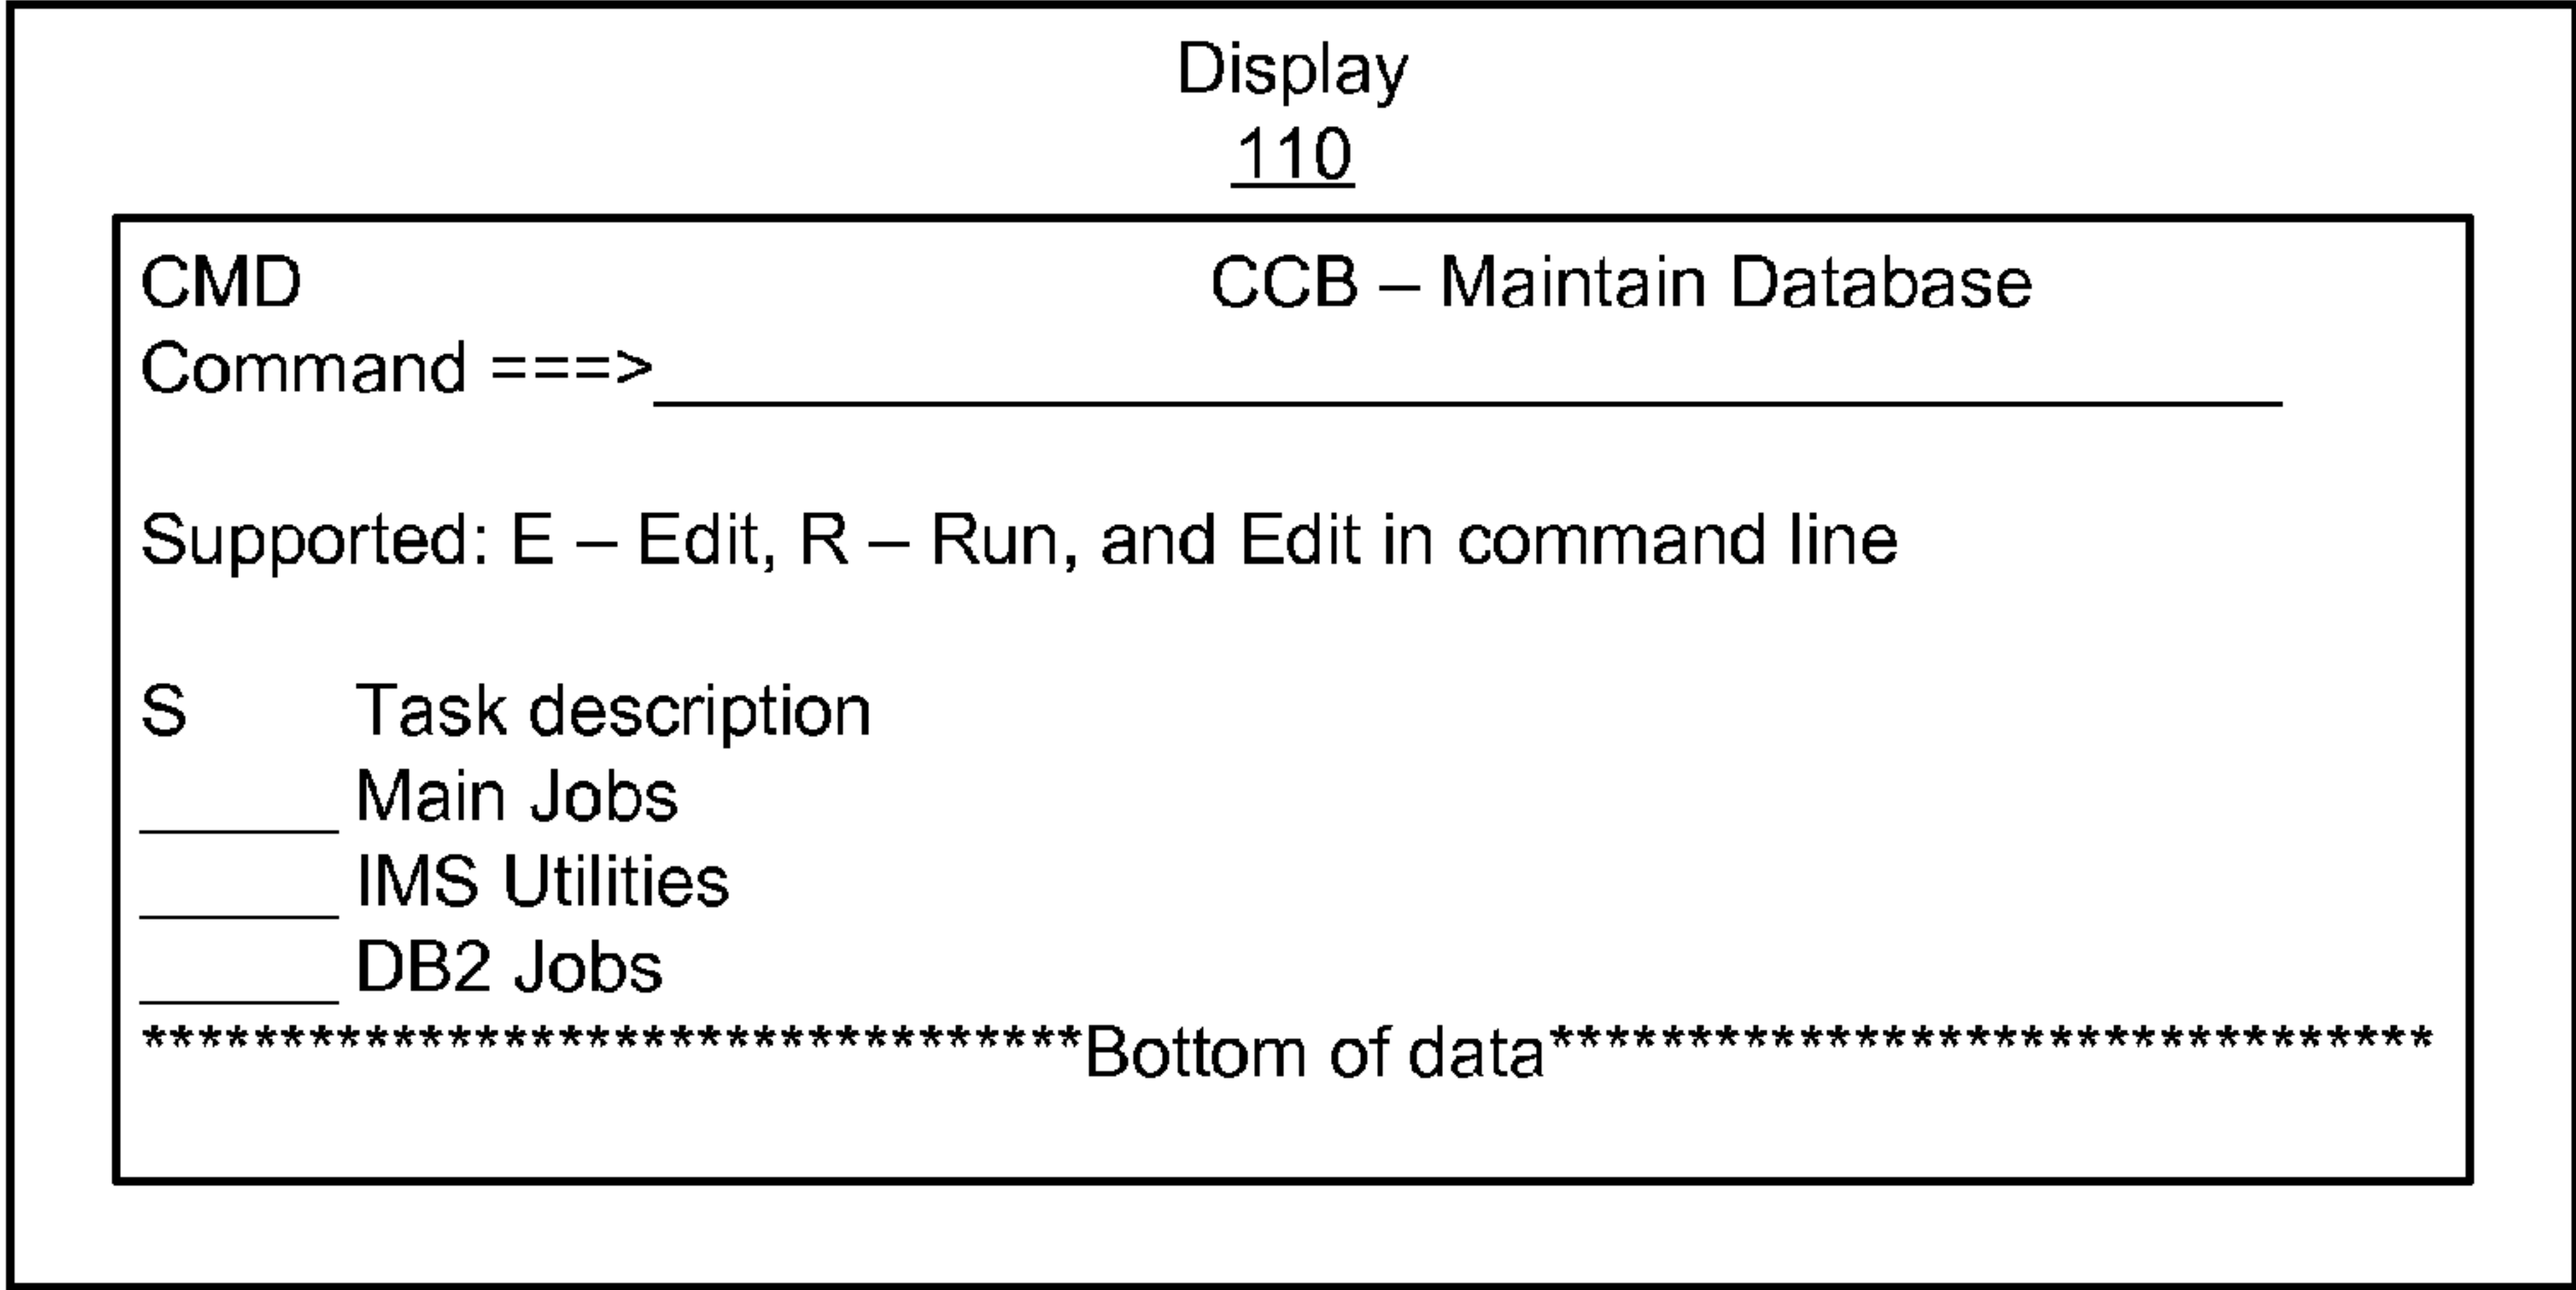 Display
110
CMD CCB – Maintain Database
Command ===>
Supported: E – Edit, R – Run, and Edit in command line
S Task description
Main Jobs
IMS Utilities
DB2 Jobs
**********************************Bottom of data********************************